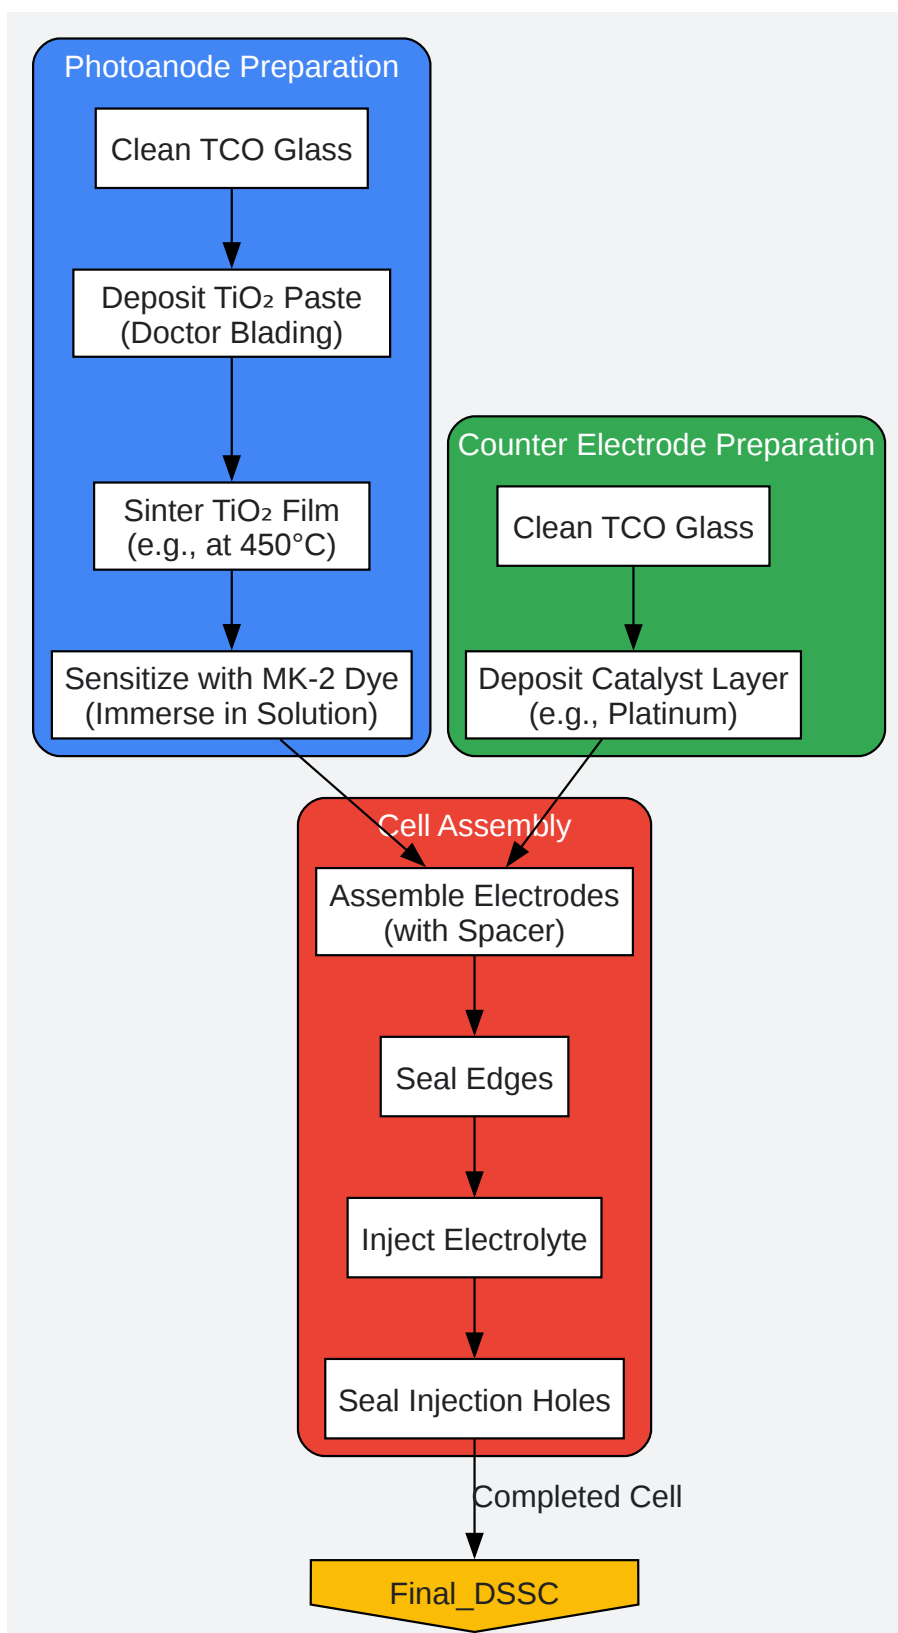 Photoanode Preparation
Clean TCO Glass
Deposit TiO₂ Paste
(Doctor Blading)
Sinter TiO₂ Film
(e.g., at 450°C)
Sensitize with MK-2 Dye
(Immerse in Solution)
Counter Electrode Preparation
Clean TCO Glass
Deposit Catalyst Layer
(e.g., Platinum)
Cell Assembly
Assemble Electrodes
(with Spacer)
Seal Edges
Inject Electrolyte
Seal Injection Holes
Completed Cell
Final_DSSC